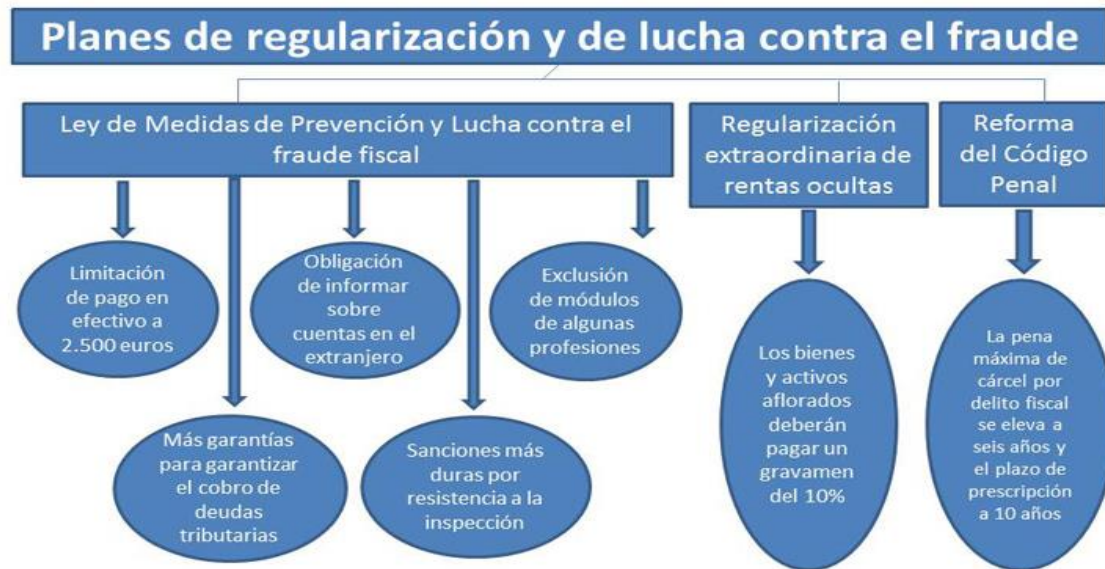 Planes de regularización y de lucha contra el fraude
Ley de Medidas de Prevención y Lucha contra el
fraude fiscal
Regularización
extraordinaria de
rentas ocultas
Reforma
del Código
Penal
Limitación
de pago en
efectivo a
2.500 euros
Obligación
de informar
sobre
cuentas en el
extranjero
Exclusión
de módulos
de algunas
profesiones
Más garantías
para garantizar
el cobro de
deudas
tributarias
Sanciones más
duras por
resistencia a la
inspección
Los bienes
y activos
aflorados
deberán
pagar un
gravamen
del 10%
La pena
máxima de
cárcel por
delito fiscal
se eleva a
seis años y
el plazo de
prescripción
a 10 años